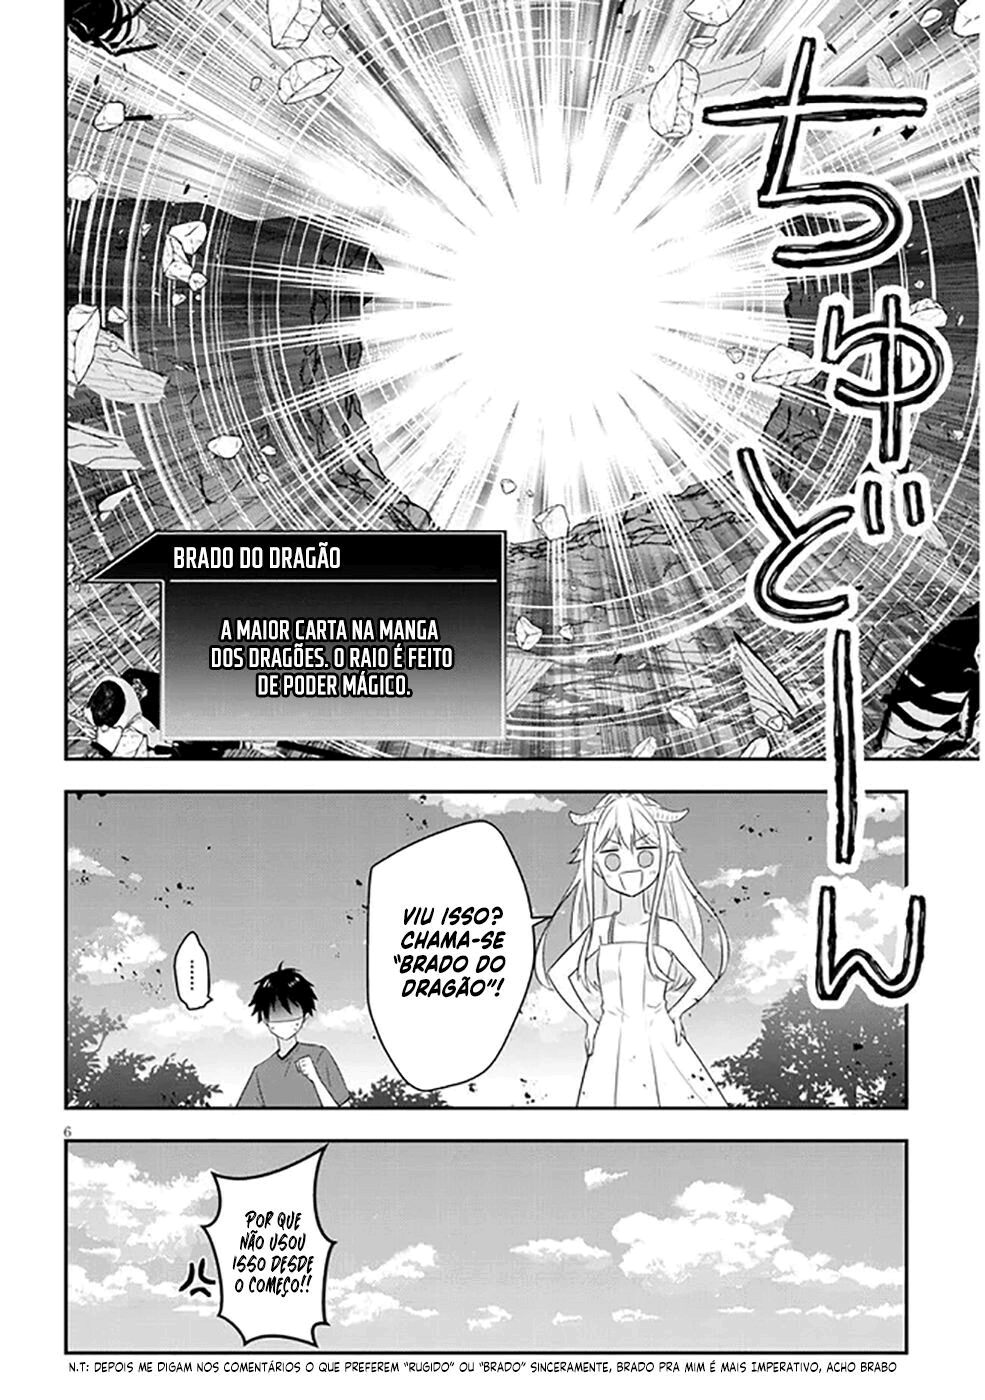 ちゅどーん
BRADO DO DRAGÃO
A MAIOR CARTA NA MANGA
DOS DRAGÕES. O RAIO É FEITO
DE PODER MÁGICO.
VIU ISSO?
CHAMA-SE
“BRADO DO
DRAGÃO”!
.........
6
POR QUE
NÃO USOU
ISSO DESDE
O COMEÇO!!
N.T: DEPOIS ME DIGAM NOS COMENTÁRIOS O QUE PREFEREM “RUGIDO” OU “BRADO” SINCERAMENTE, BRADO PRA MIM É MAIS IMPERATIVO, ACHO BRABO